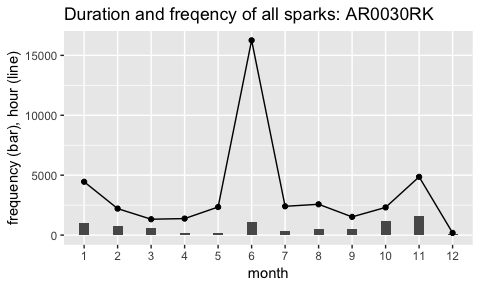 Duration and freqency of all sparks: AR0030RK
frequency (bar), hour (line)
15000
10000
5000
0
1 2 3 4 5 6 7 8 9 10 11 12
month